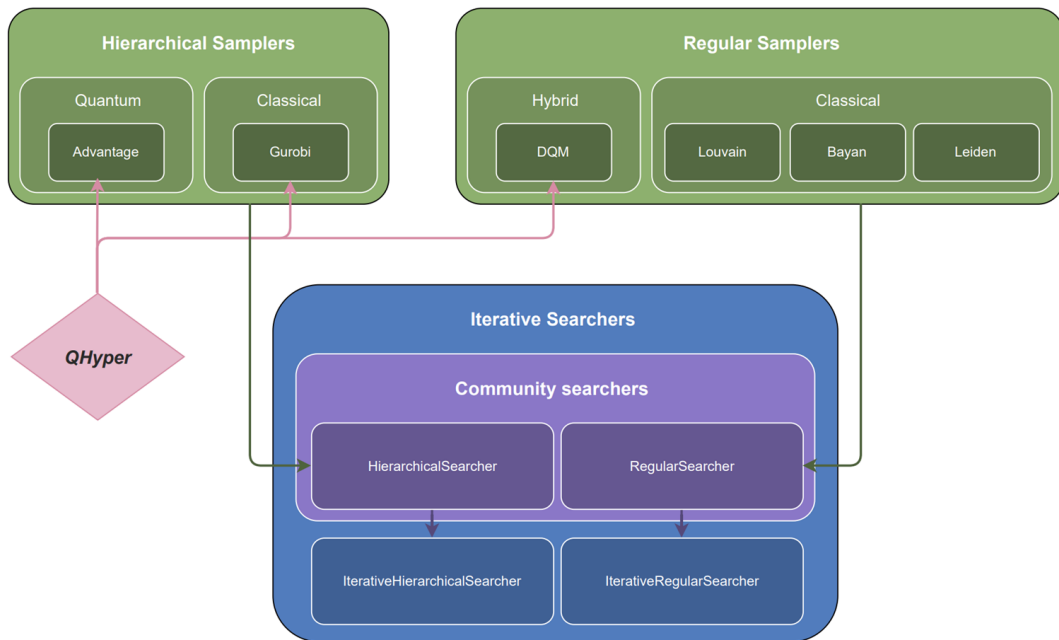 Hierarchical Samplers
Quantum
Advantage
Classical
Gurobi
Regular Samplers
Hybrid
DQM
Classical
Louvain
Bayan
Leiden
QHyper
Iterative Searchers
Community searchers
HierarchicalSearcher
RegularSearcher
IterativeHierarchicalSearcher
IterativeRegularSearcher